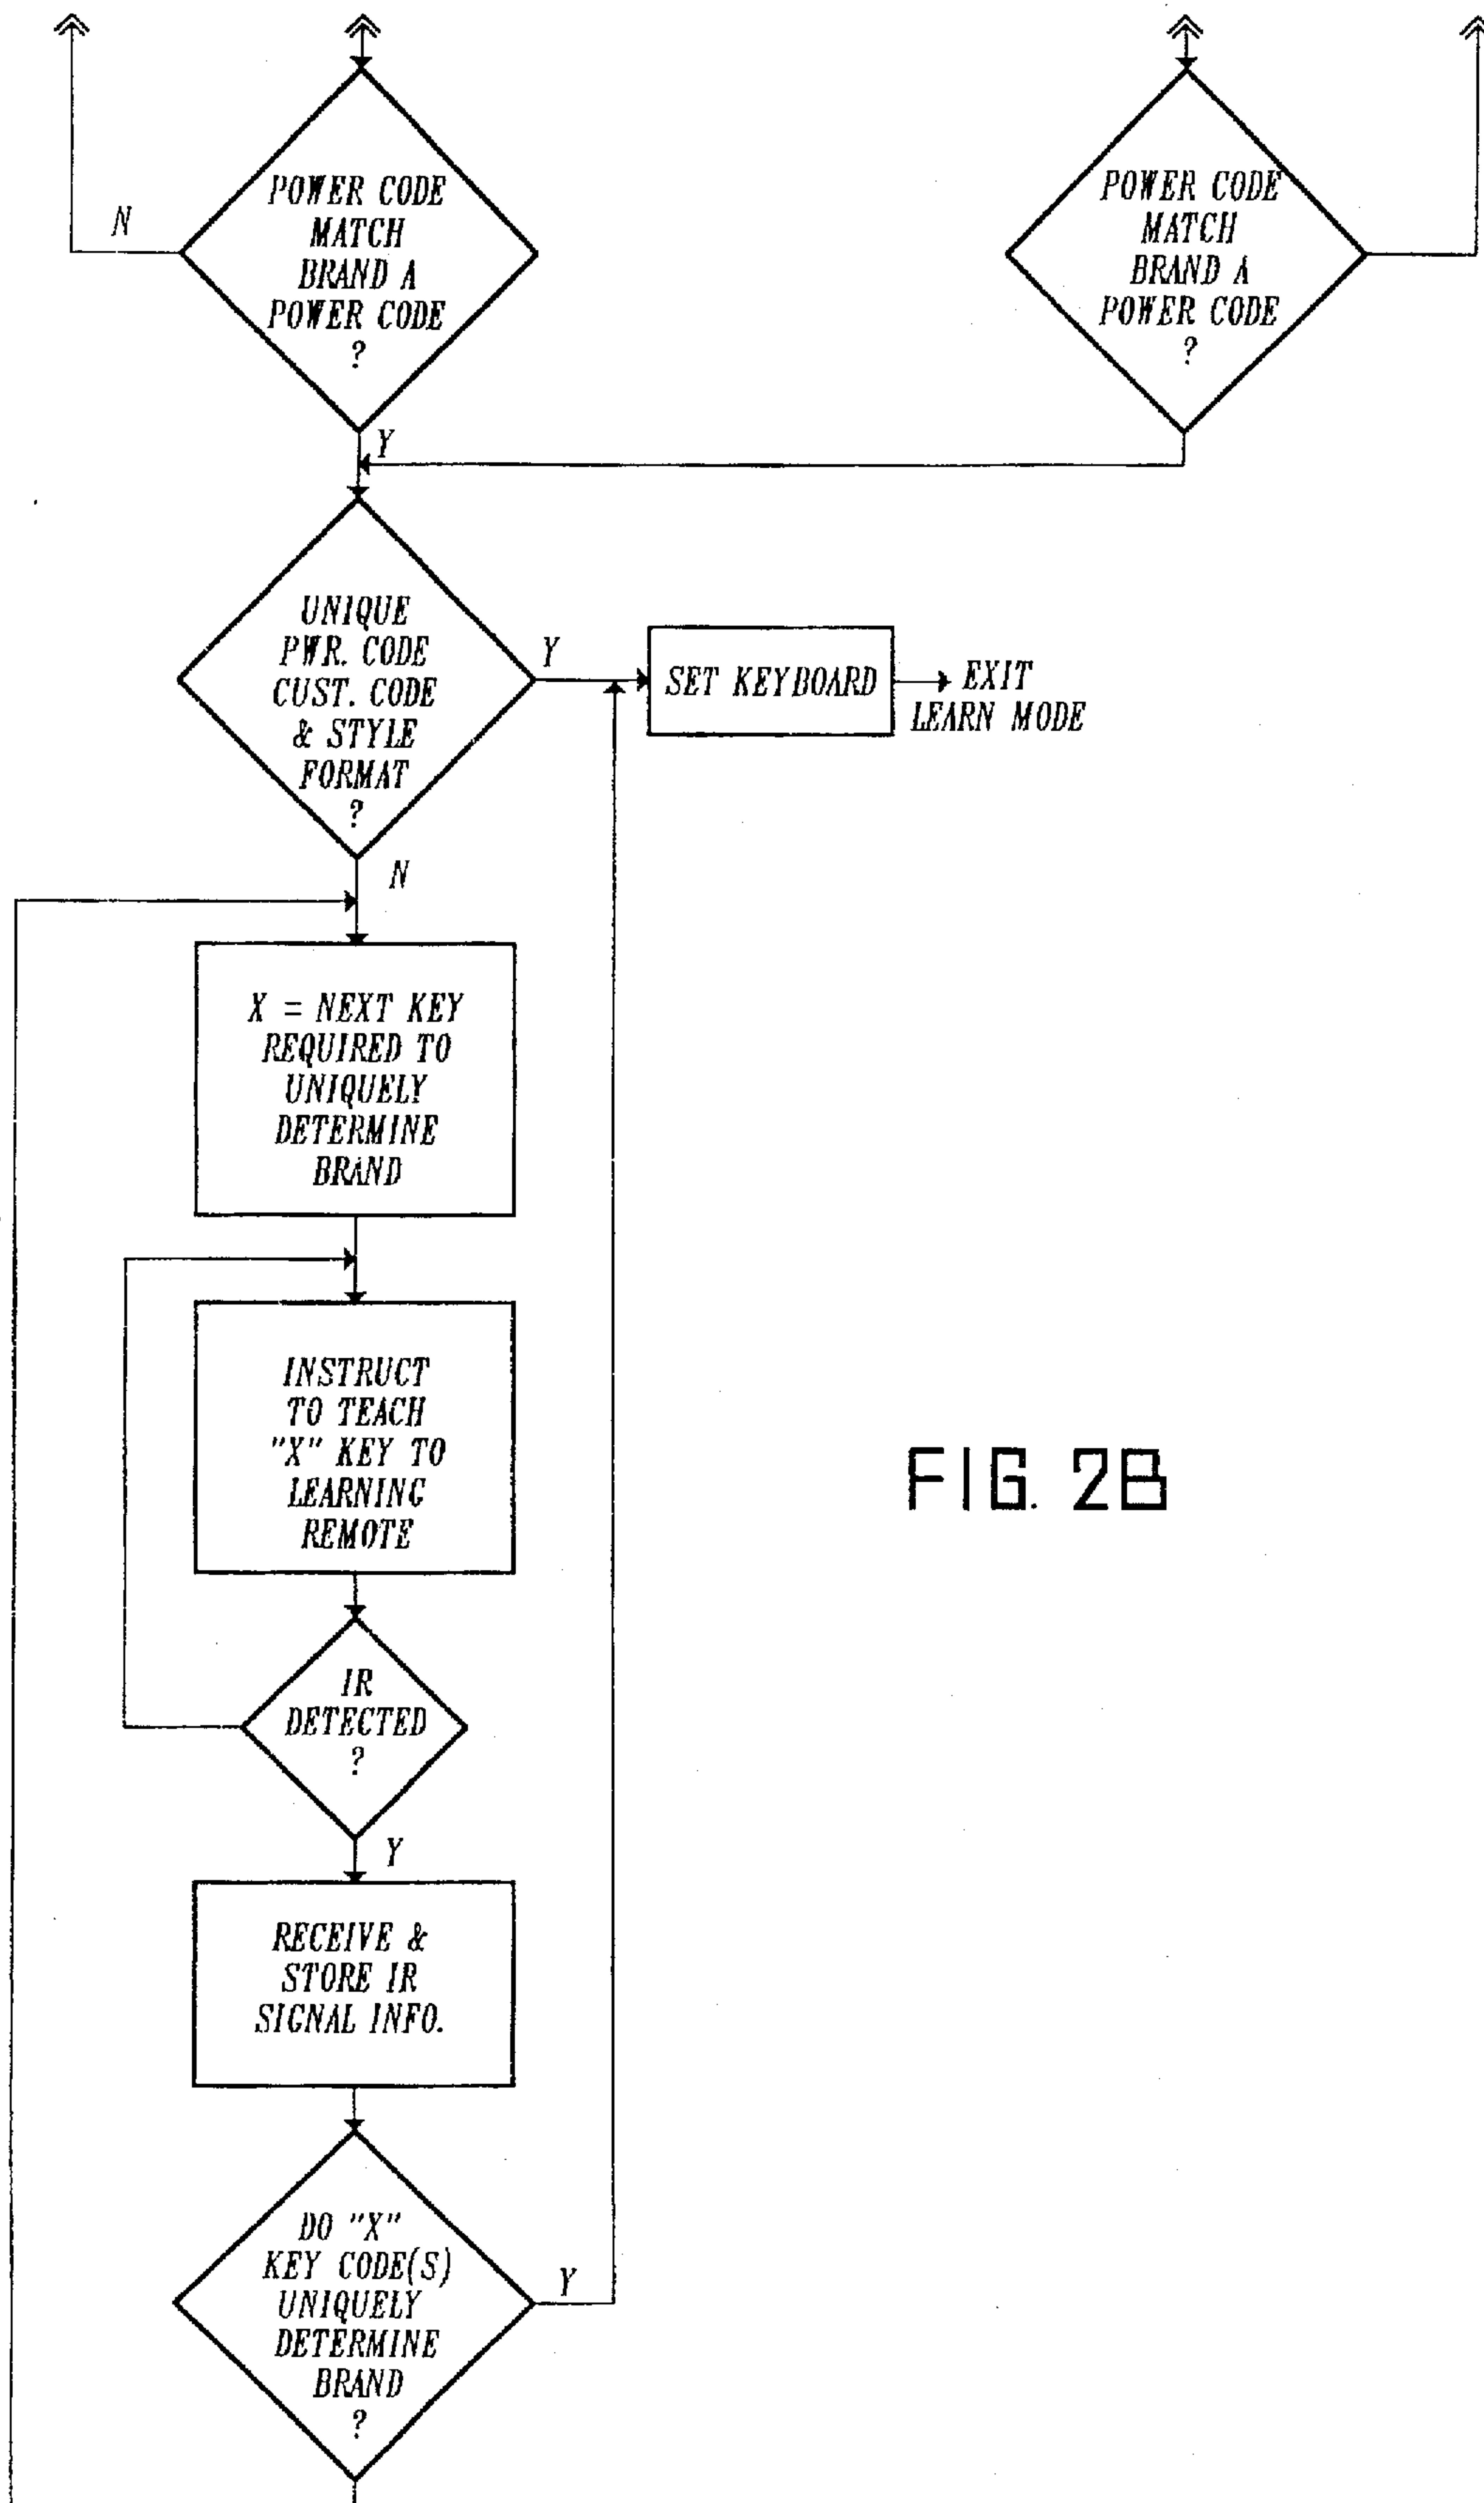 N
POWER CODE
MATCH
BRAND A
POWER CODE
?
POWER CODE
MATCH
BRAND A
POWER CODE
?
Y
UNIQUE
PWR. CODE
CUST. CODE
& STYLE
FORMAT
?
Y
SET KEYBOARD
EXIT
LEARN MODE
N
X = NEXT KEY
REQUIRED TO
UNIQUELY
DETERMINE
BRAND
INSTRUCT
TO TEACH
"X" KEY TO
LEARNING
REMOTE
FIG. 2B
IR
DETECTED
?
Y
RECEIVE &
STORE IR
SIGNAL INFO.
DO "X"
KEY CODE(S)
UNIQUELY
DETERMINE
BRAND
?
Y